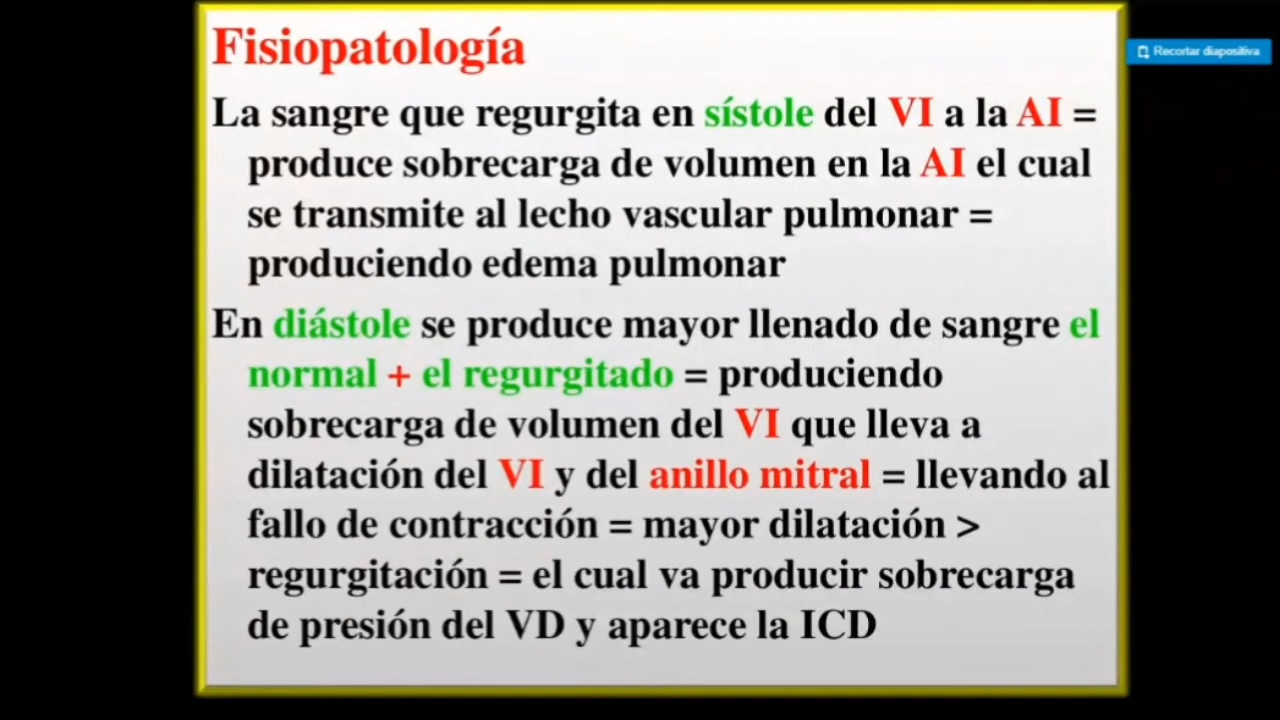 Fisiopatología
Recortar diapositiva
La sangre que regurgita en sístole del VI a la AI =
produce sobrecarga de volumen en la AI el cual
se transmite al lecho vascular pulmonar =
produciendo edema pulmonar
En diástole se produce mayor llenado de sangre el
normal + el regurgitado = produciendo
sobrecarga de volumen del VI que lleva a
dilatación del VI y del anillo mitral = llevando al
fallo de contracción = mayor dilatación >
regurgitación = el cual va producir sobrecarga
de presión del VD y aparece la ICD